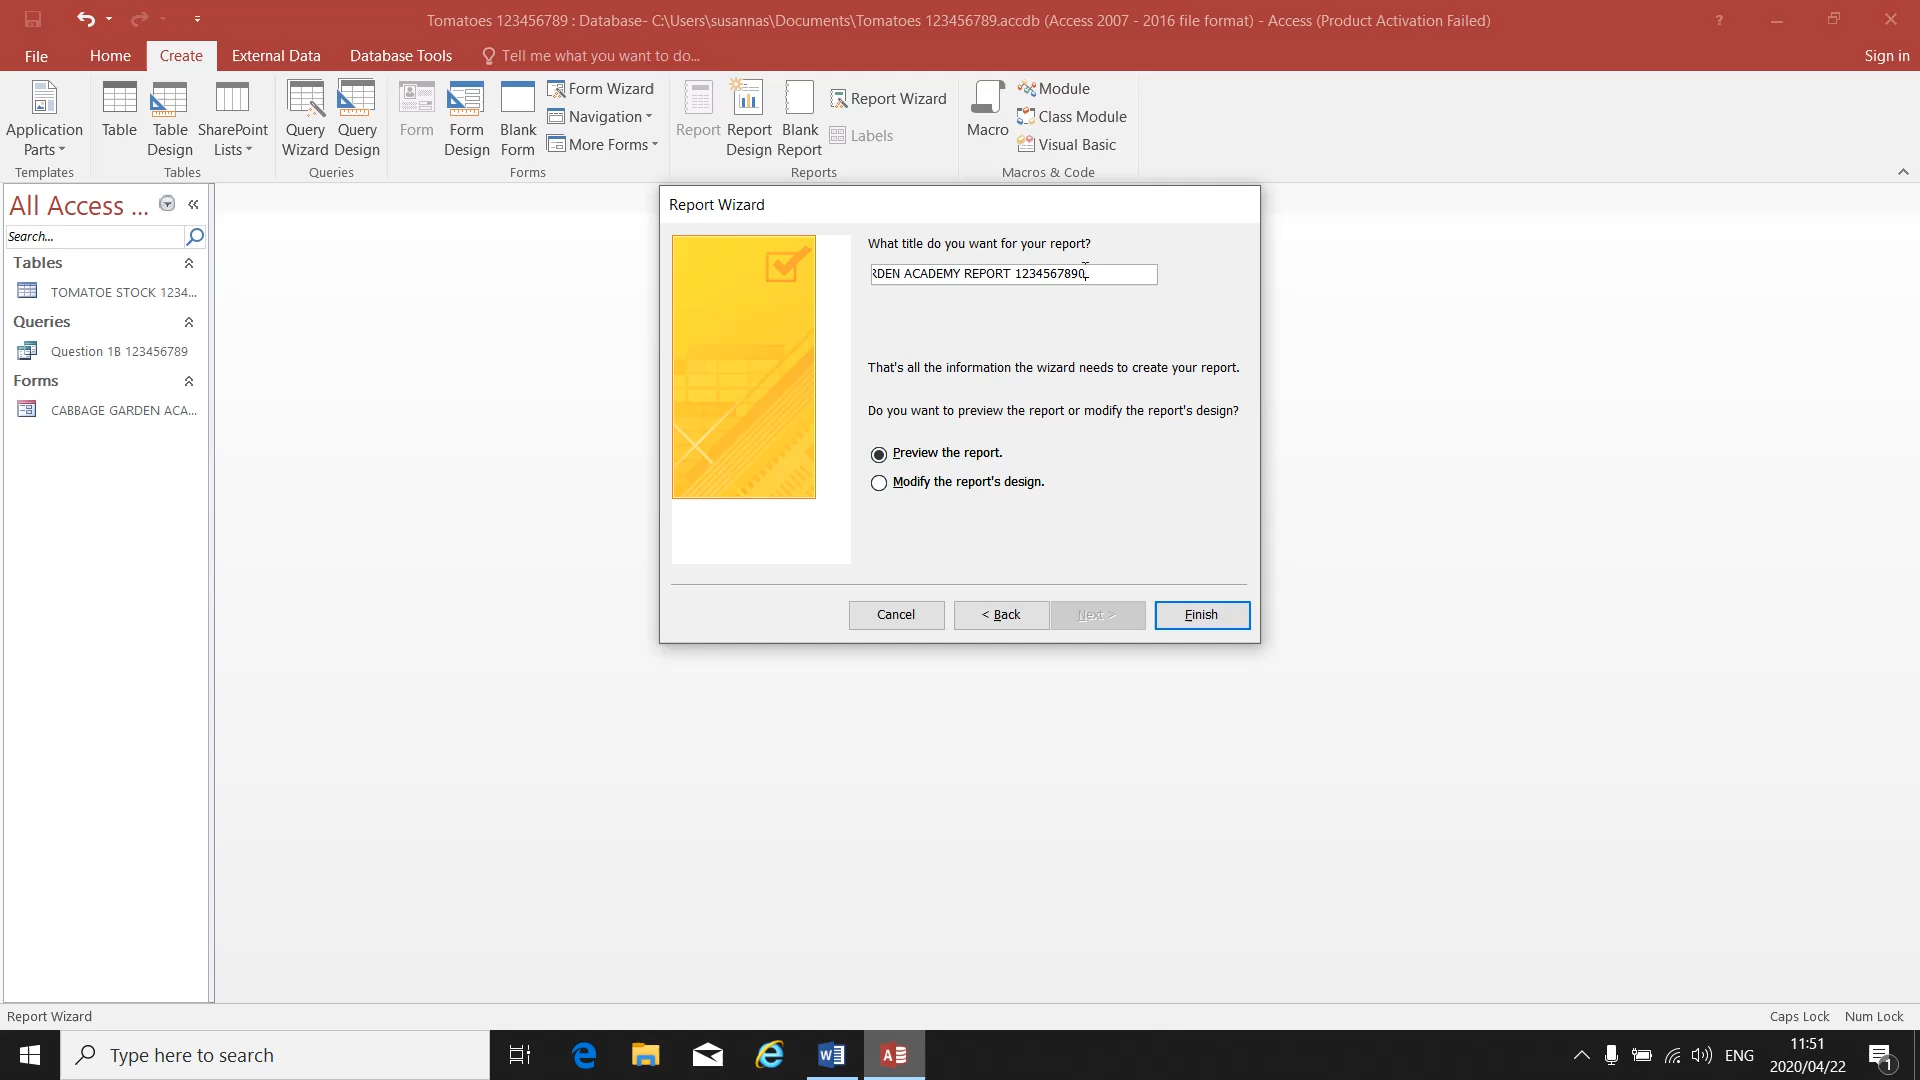 Tomatoes 123456789 : Database- C:\Users\susannas\Documents\Tomatoes 123456789.accdb (Access 2007 - 2016 file format) - Access (Product Activation Failed)
?
File Home Create External Data Database Tools Tell me what you want to do... Sign in
Application Parts
Table
Table Design
SharePoint Lists
Query Wizard
Query Design
Form
Form Design
Blank Form
Form Wizard
Navigation
More Forms
Report
Report Design
Blank Report
Report Wizard
Labels
Macro
Module
Class Module
Visual Basic
Templates Tables Queries Forms Reports Macros & Code
All Access ...
Search...
Tables
TOMATOE STOCK 1234...
Queries
Question 1B 123456789
Forms
CABBAGE GARDEN ACA...
Report Wizard
What title do you want for your report?
RDEN ACADEMY REPORT 1234567890
That's all the information the wizard needs to create your report.
Do you want to preview the report or modify the report's design?
Preview the report.
Modify the report's design.
Cancel < Back Next > Finish
Report Wizard Caps Lock Num Lock
Type here to search
ENG
11:51
2020/04/22
1